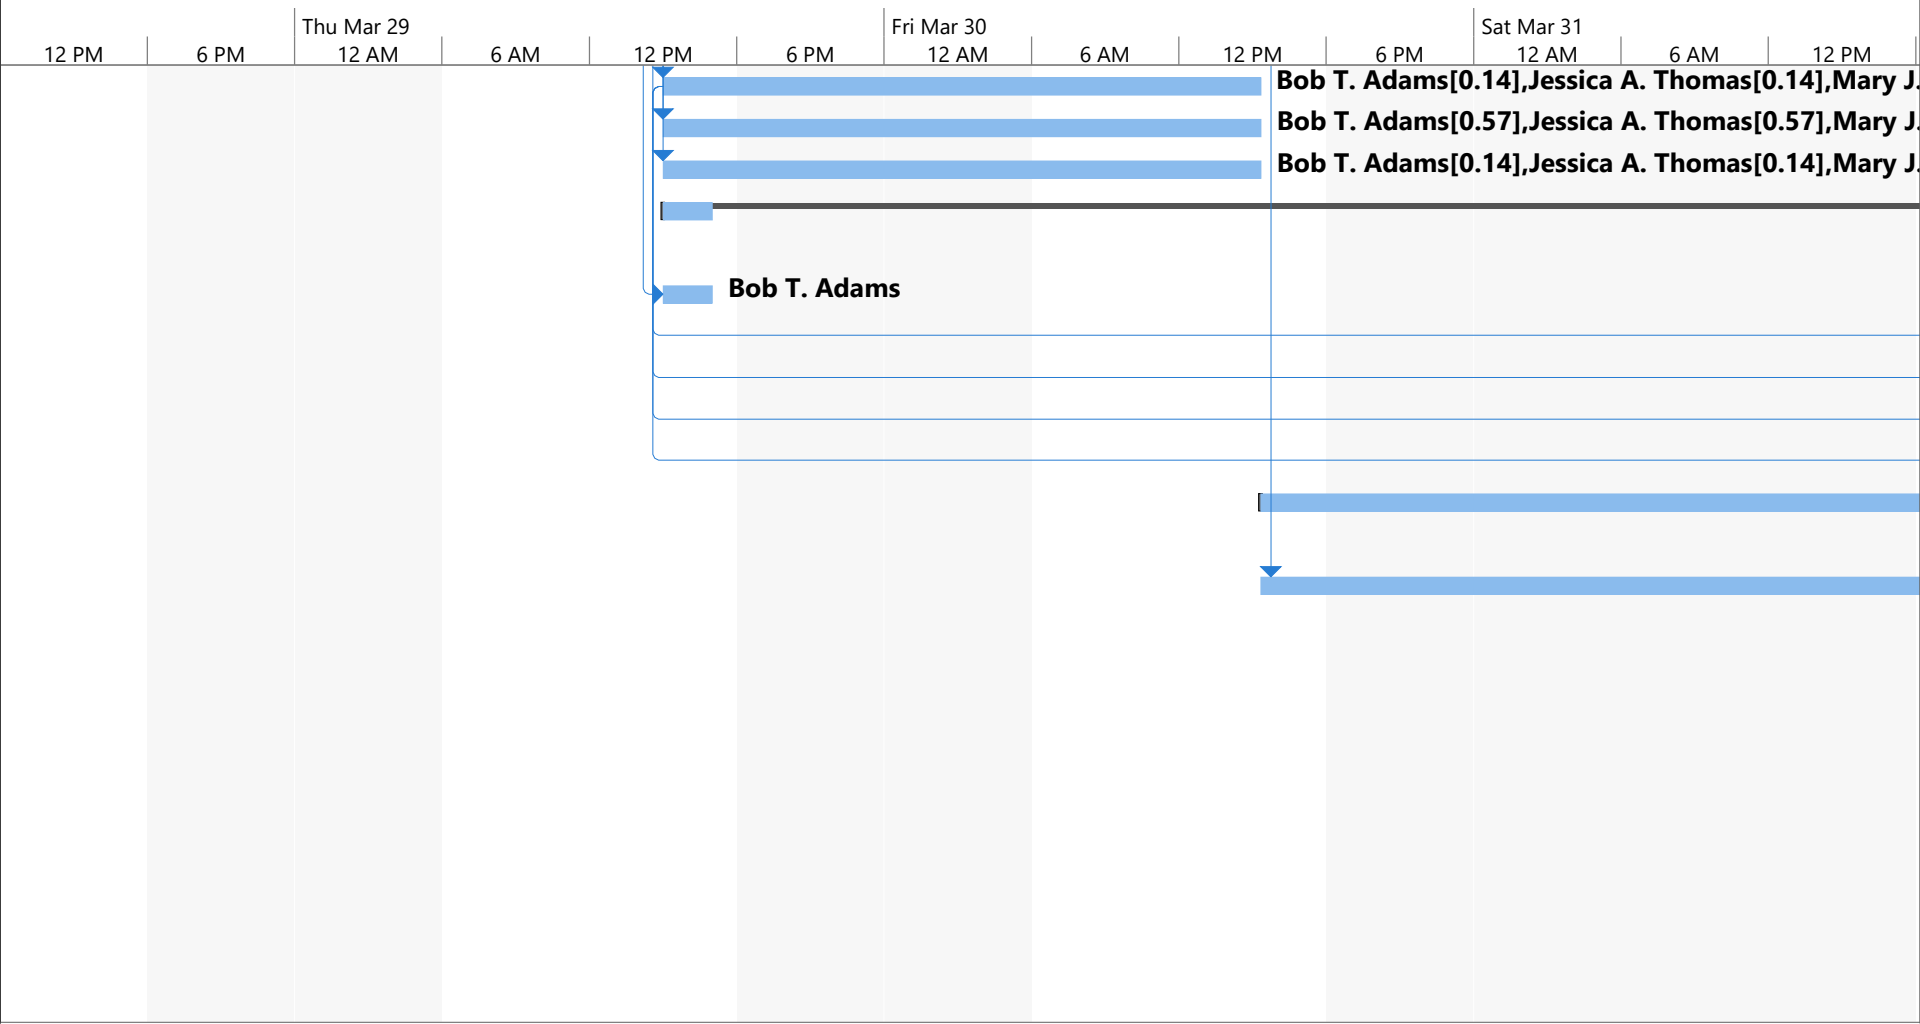 Thu Mar 29 Fri Mar 30 Sat Mar 31
12 PM 6 PM 12 AM 6 AM 12 PM 6 PM 12 AM 6 AM 12 PM 6 PM 12 AM 6 AM 12 PM
Bob T. Adams[0.14],Jessica A. Thomas[0.14],Mary J.
Bob T. Adams[0.57],Jessica A. Thomas[0.57],Mary J.
Bob T. Adams[0.14],Jessica A. Thomas[0.14],Mary J.
Bob T. Adams